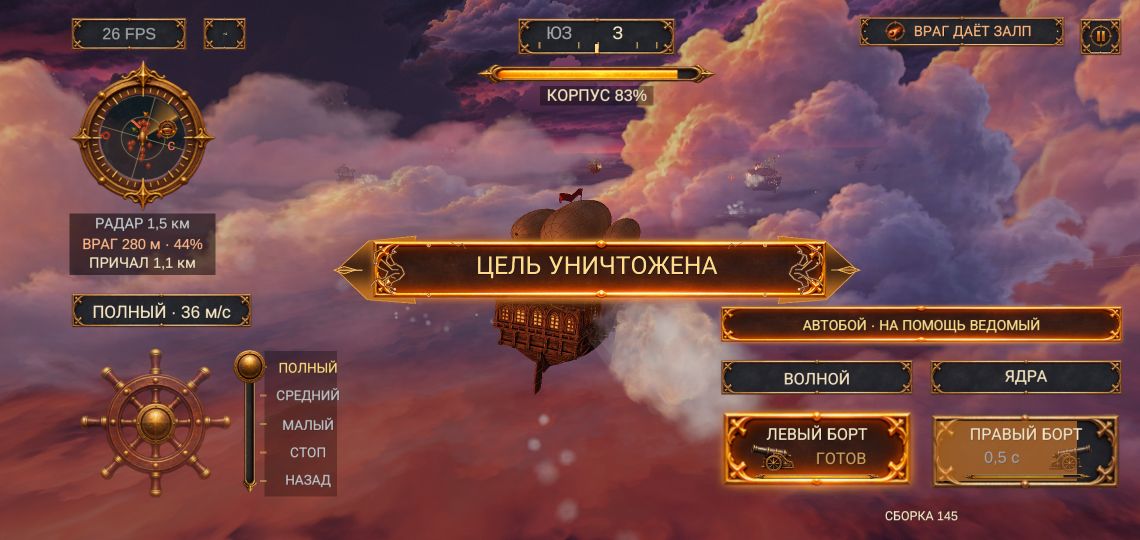 26 FPS
ЮЗ З
ВРАГ ДАЁТ ЗАЛП
КОРПУС 83%
С
РАДАР 1,5 км
ВРАГ 280 м · 44%
ПРИЧАЛ 1,1 км
ЦЕЛЬ УНИЧТОЖЕНА
ПОЛНЫЙ · 36 м/с
АВТОБОЙ · НА ПОМОЩЬ ВЕДОМЫЙ
ПОЛНЫЙ
СРЕДНИЙ
МАЛЫЙ
СТОП
НАЗАД
ВОЛНОЙ
ЯДРА
ЛЕВЫЙ БОРТ
ГОТОВ
ПРАВЫЙ БОРТ
0,5 с
СБОРКА 145